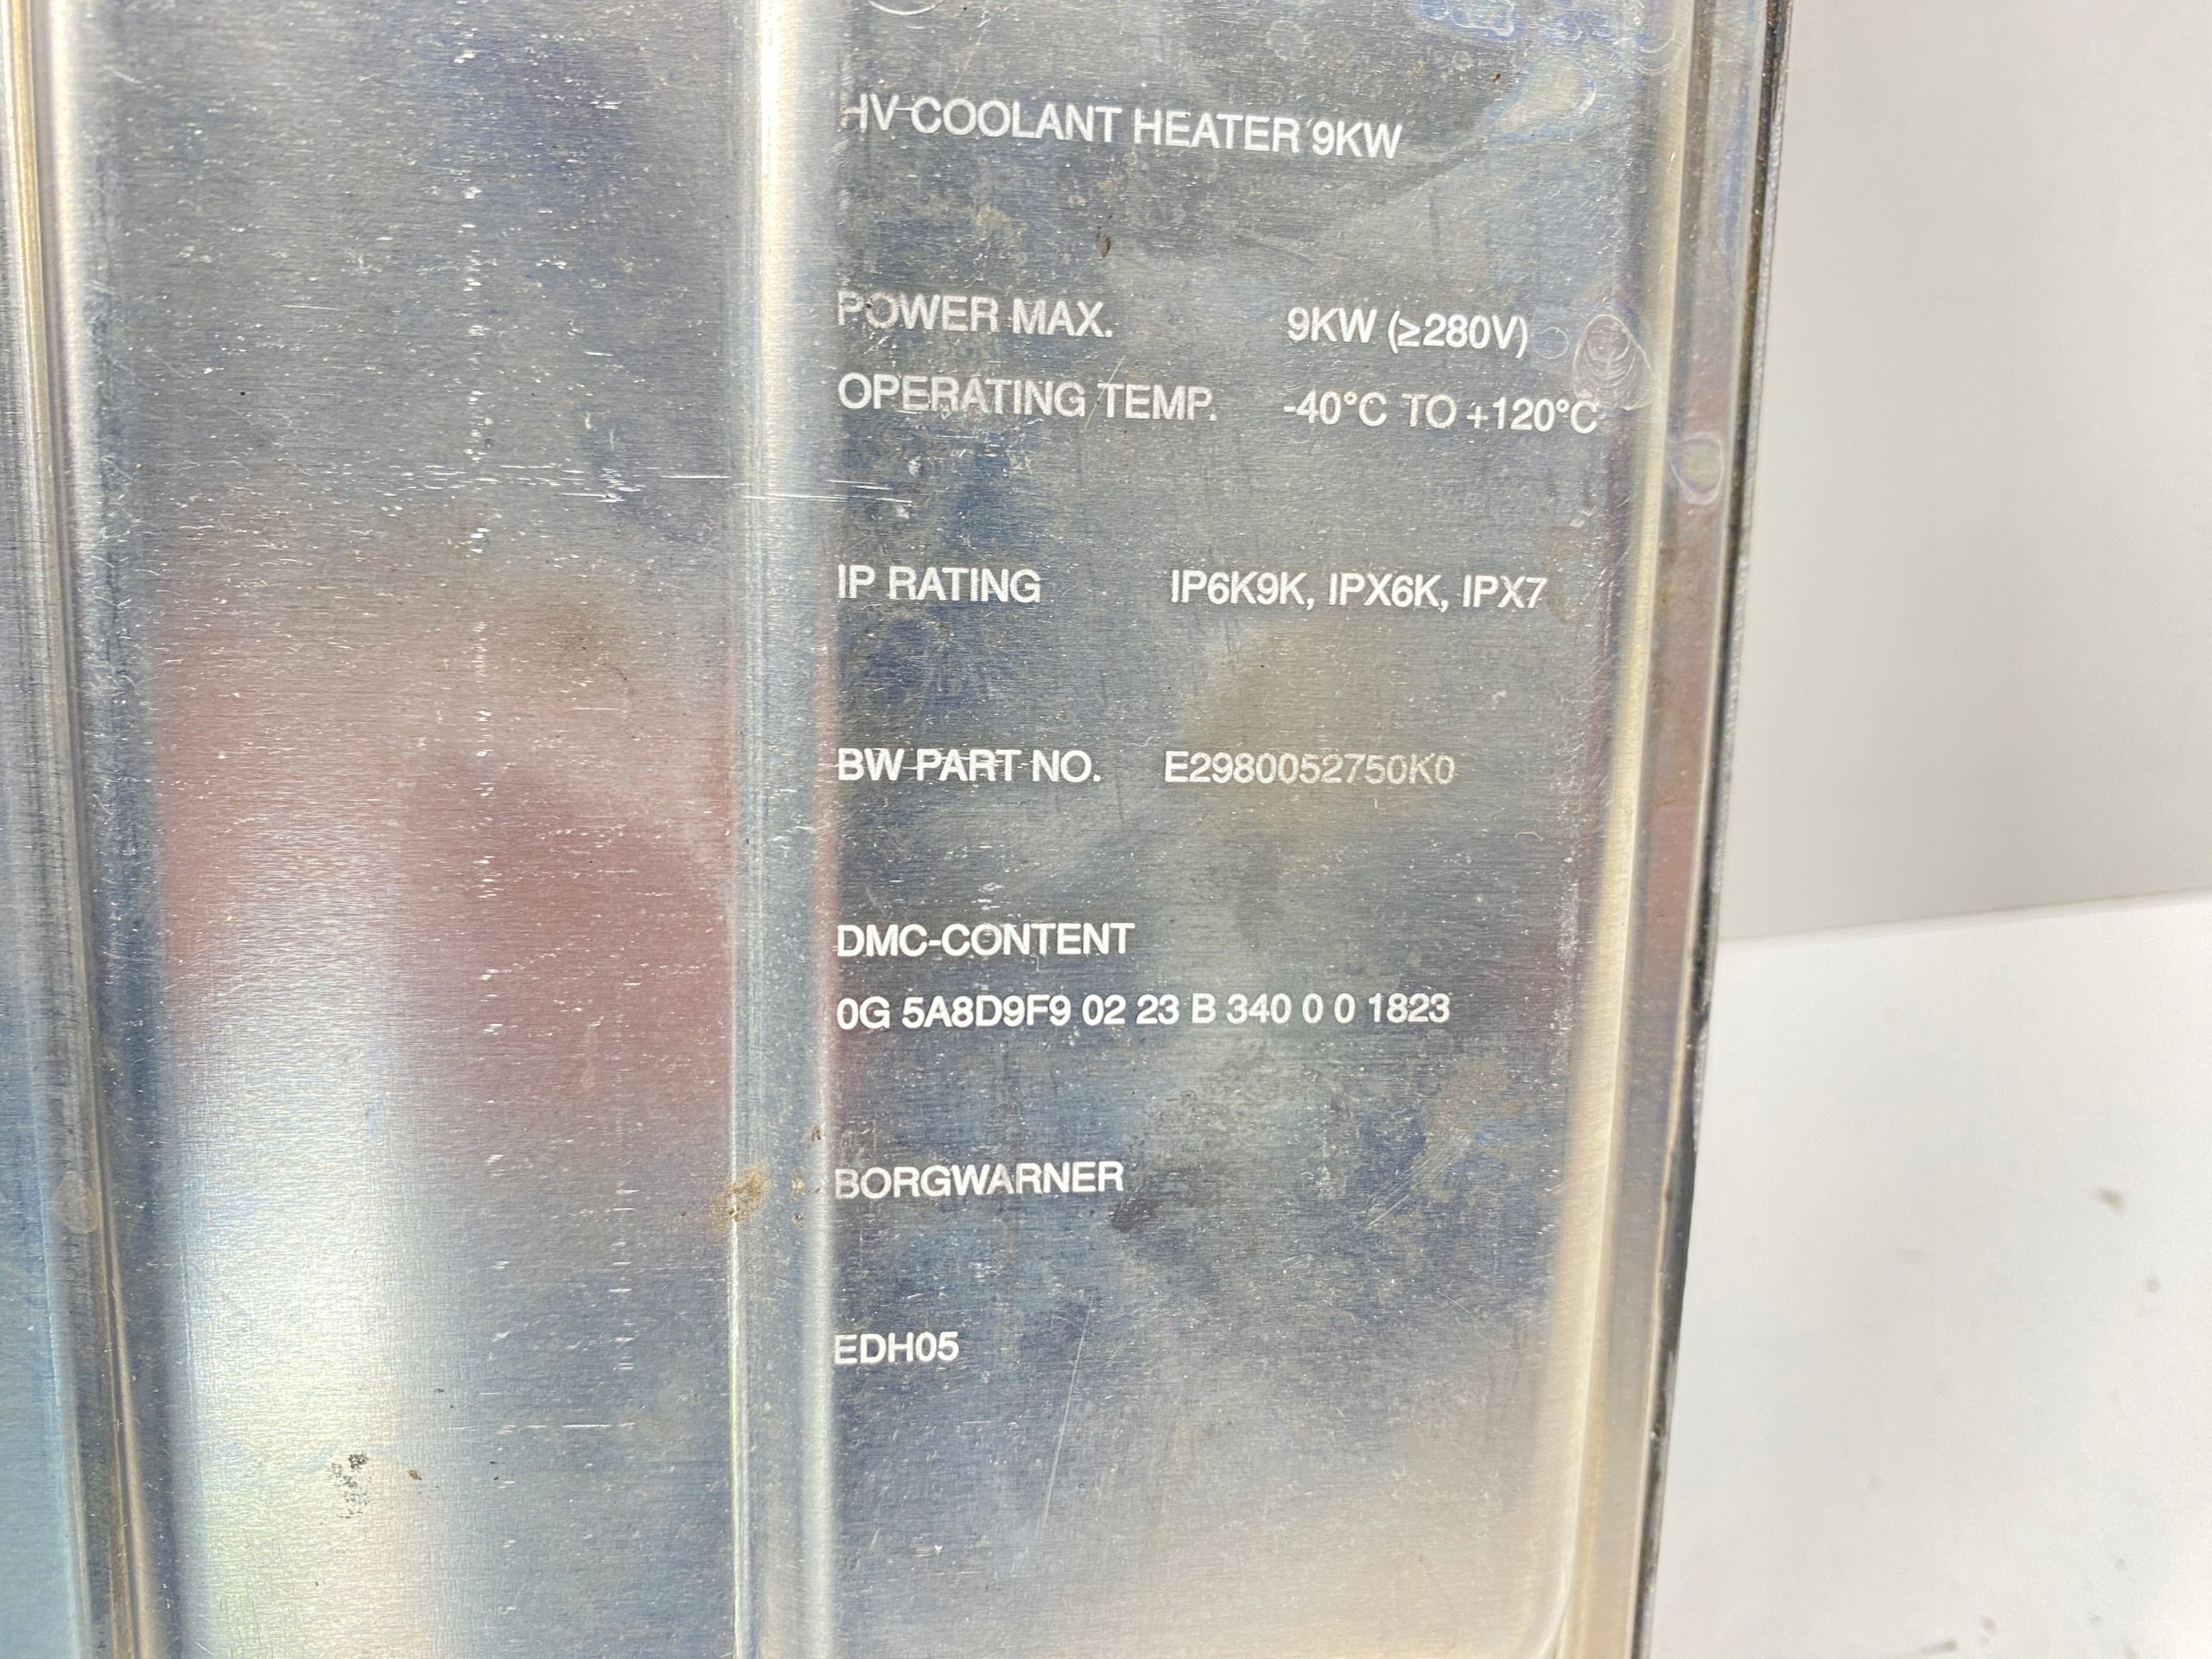 HV COOLANT HEATER 9KW
POWER MAX. 9KW (≥280V)
OPERATING TEMP. -40°C TO +120°C
IP RATING IP6K9K, IPX6K, IPX7
BW PART NO. E2980052750K0
DMC-CONTENT
0G 5A8D9F9 02 23 B 340 0 0 1823
BORGWARNER
EDH05